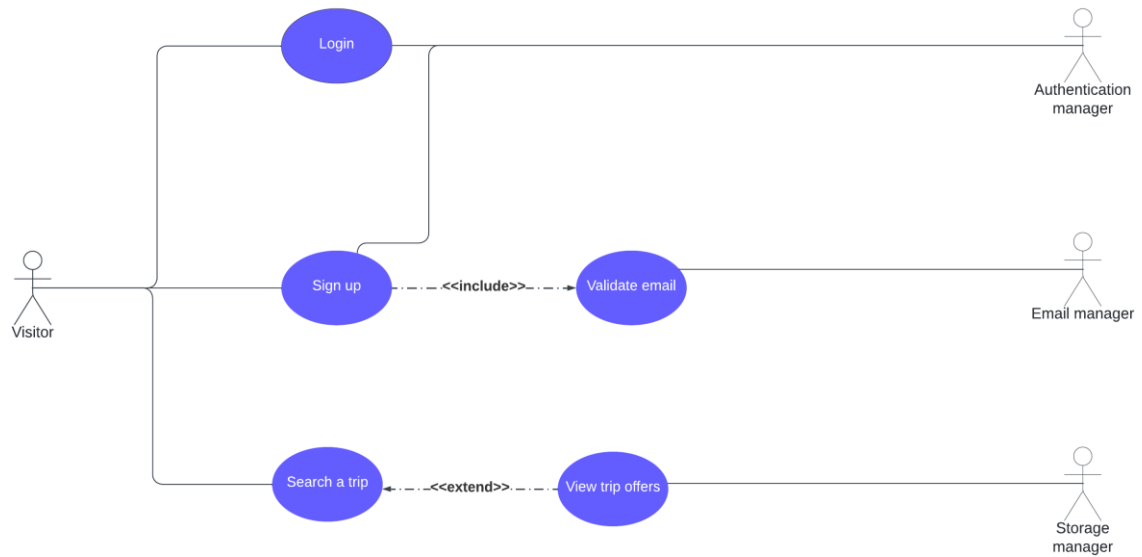 Login
Authentication
manager
Sign up
<<include>>
Validate email
Visitor
Email manager
Search a trip
<<extend>>
View trip offers
Storage
manager